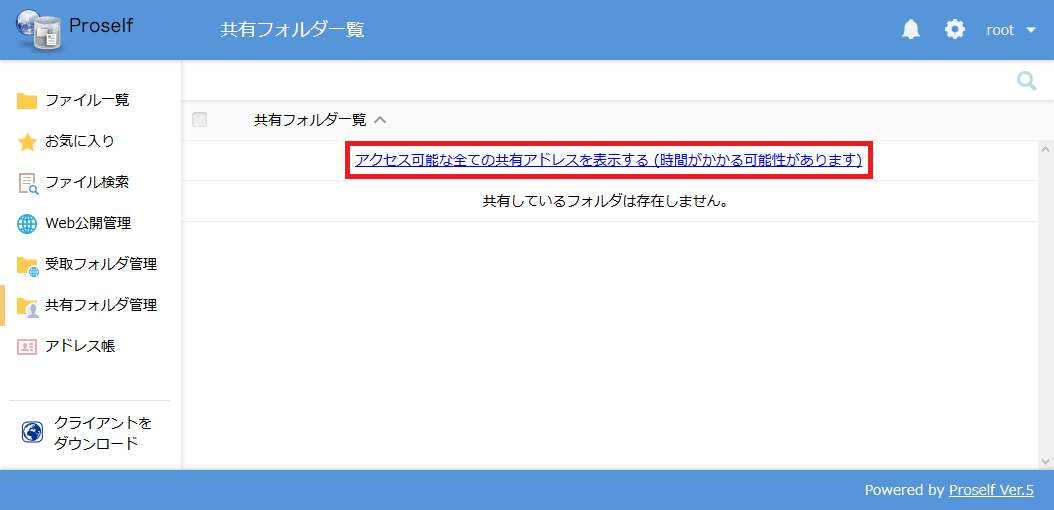 Proself
共有フォルダ一覧
root
ファイル一覧
お気に入り
ファイル検索
Web公開管理
受取フォルダ管理
共有フォルダ管理
アドレス帳
クライアントを
ダウンロード
共有フォルダ一覧
アクセス可能な全ての共有アドレスを表示する (時間がかかる可能性があります)
共有しているフォルダは存在しません。
Powered by Proself Ver.5